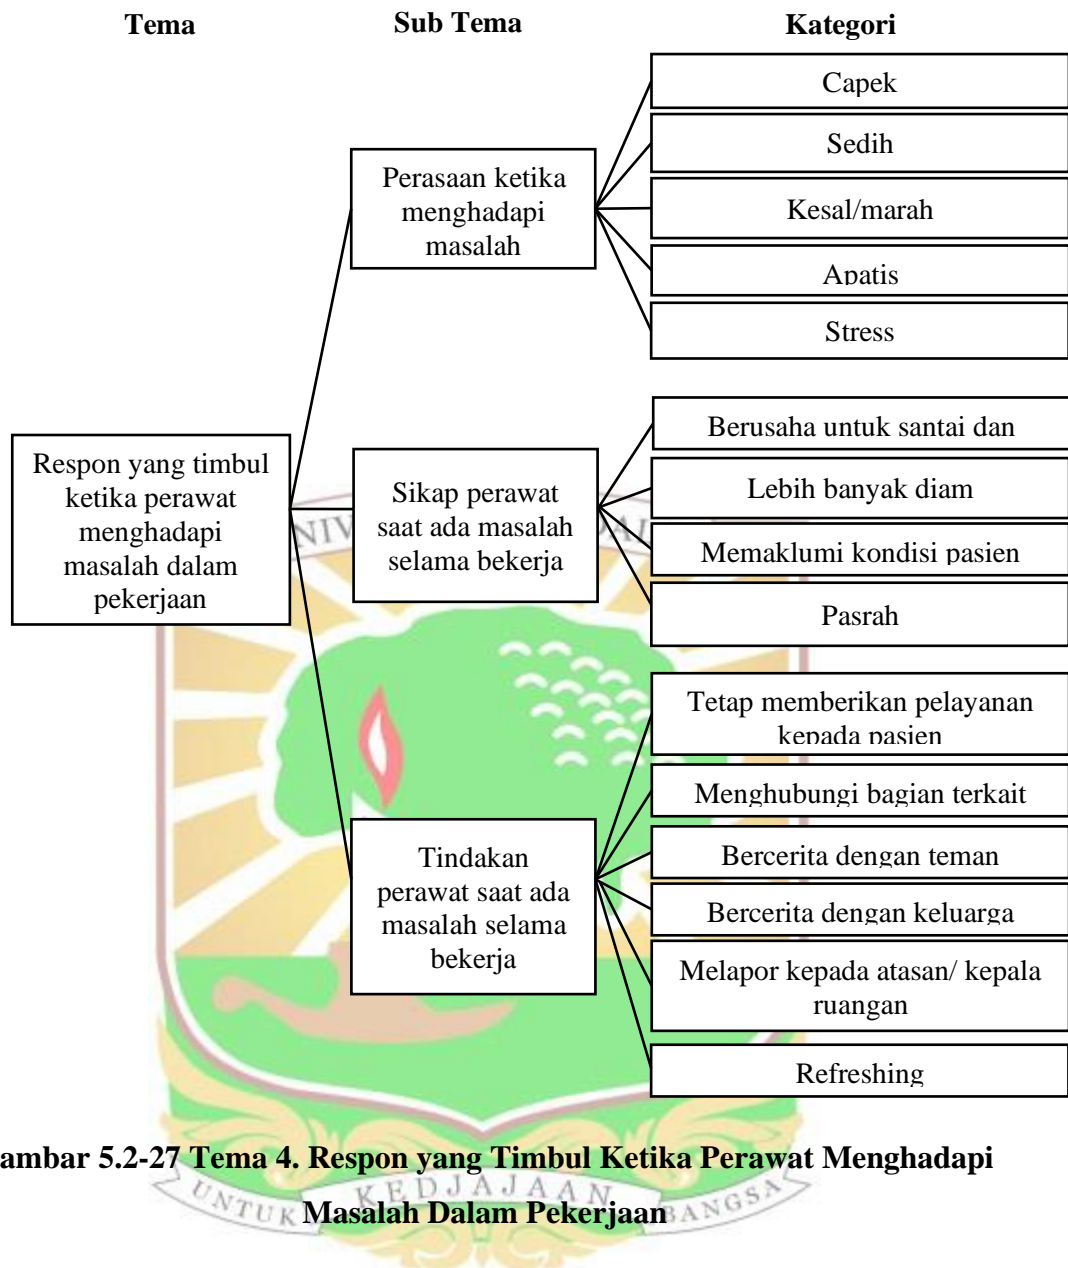 Tema Sub Tema Kategori
Capek
Sedih
Kesal/marah
Apatis
Stress
Perasaan ketika
menghadapi
masalah
Respon yang timbul
ketika perawat
menghadapi
masalah dalam
pekerjaan
Sikap perawat
saat ada masalah
selama bekerja
Berusaha untuk santai dan
Lebih banyak diam
Memaklumi kondisi pasien
Pasrah
Tindakan
perawat saat ada
masalah selama
bekerja
Tetap memberikan pelayanan
kepada pasien
Menghubungi bagian terkait
Bercerita dengan teman
Bercerita dengan keluarga
Melapor kepada atasan/ kepala
ruangan
Refreshing
ambar 5.2-27 Tema 4. Respon yang Timbul Ketika Perawat Menghadapi
Masalah Dalam Pekerjaan
UNTUK KEDJAJAAN BANGSA